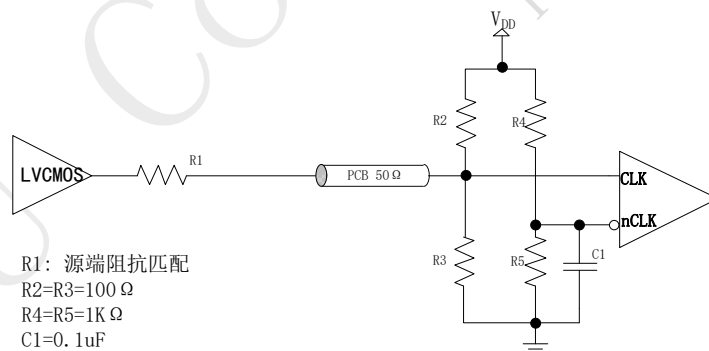 VDD
R2
R4
R1
LVCMOS
PCB 50Ω
CLK
nCLK
R3
R5
C1
R1: 源端阻抗匹配
R2=R3=100Ω
R4=R5=1KΩ
C1=0.1uF